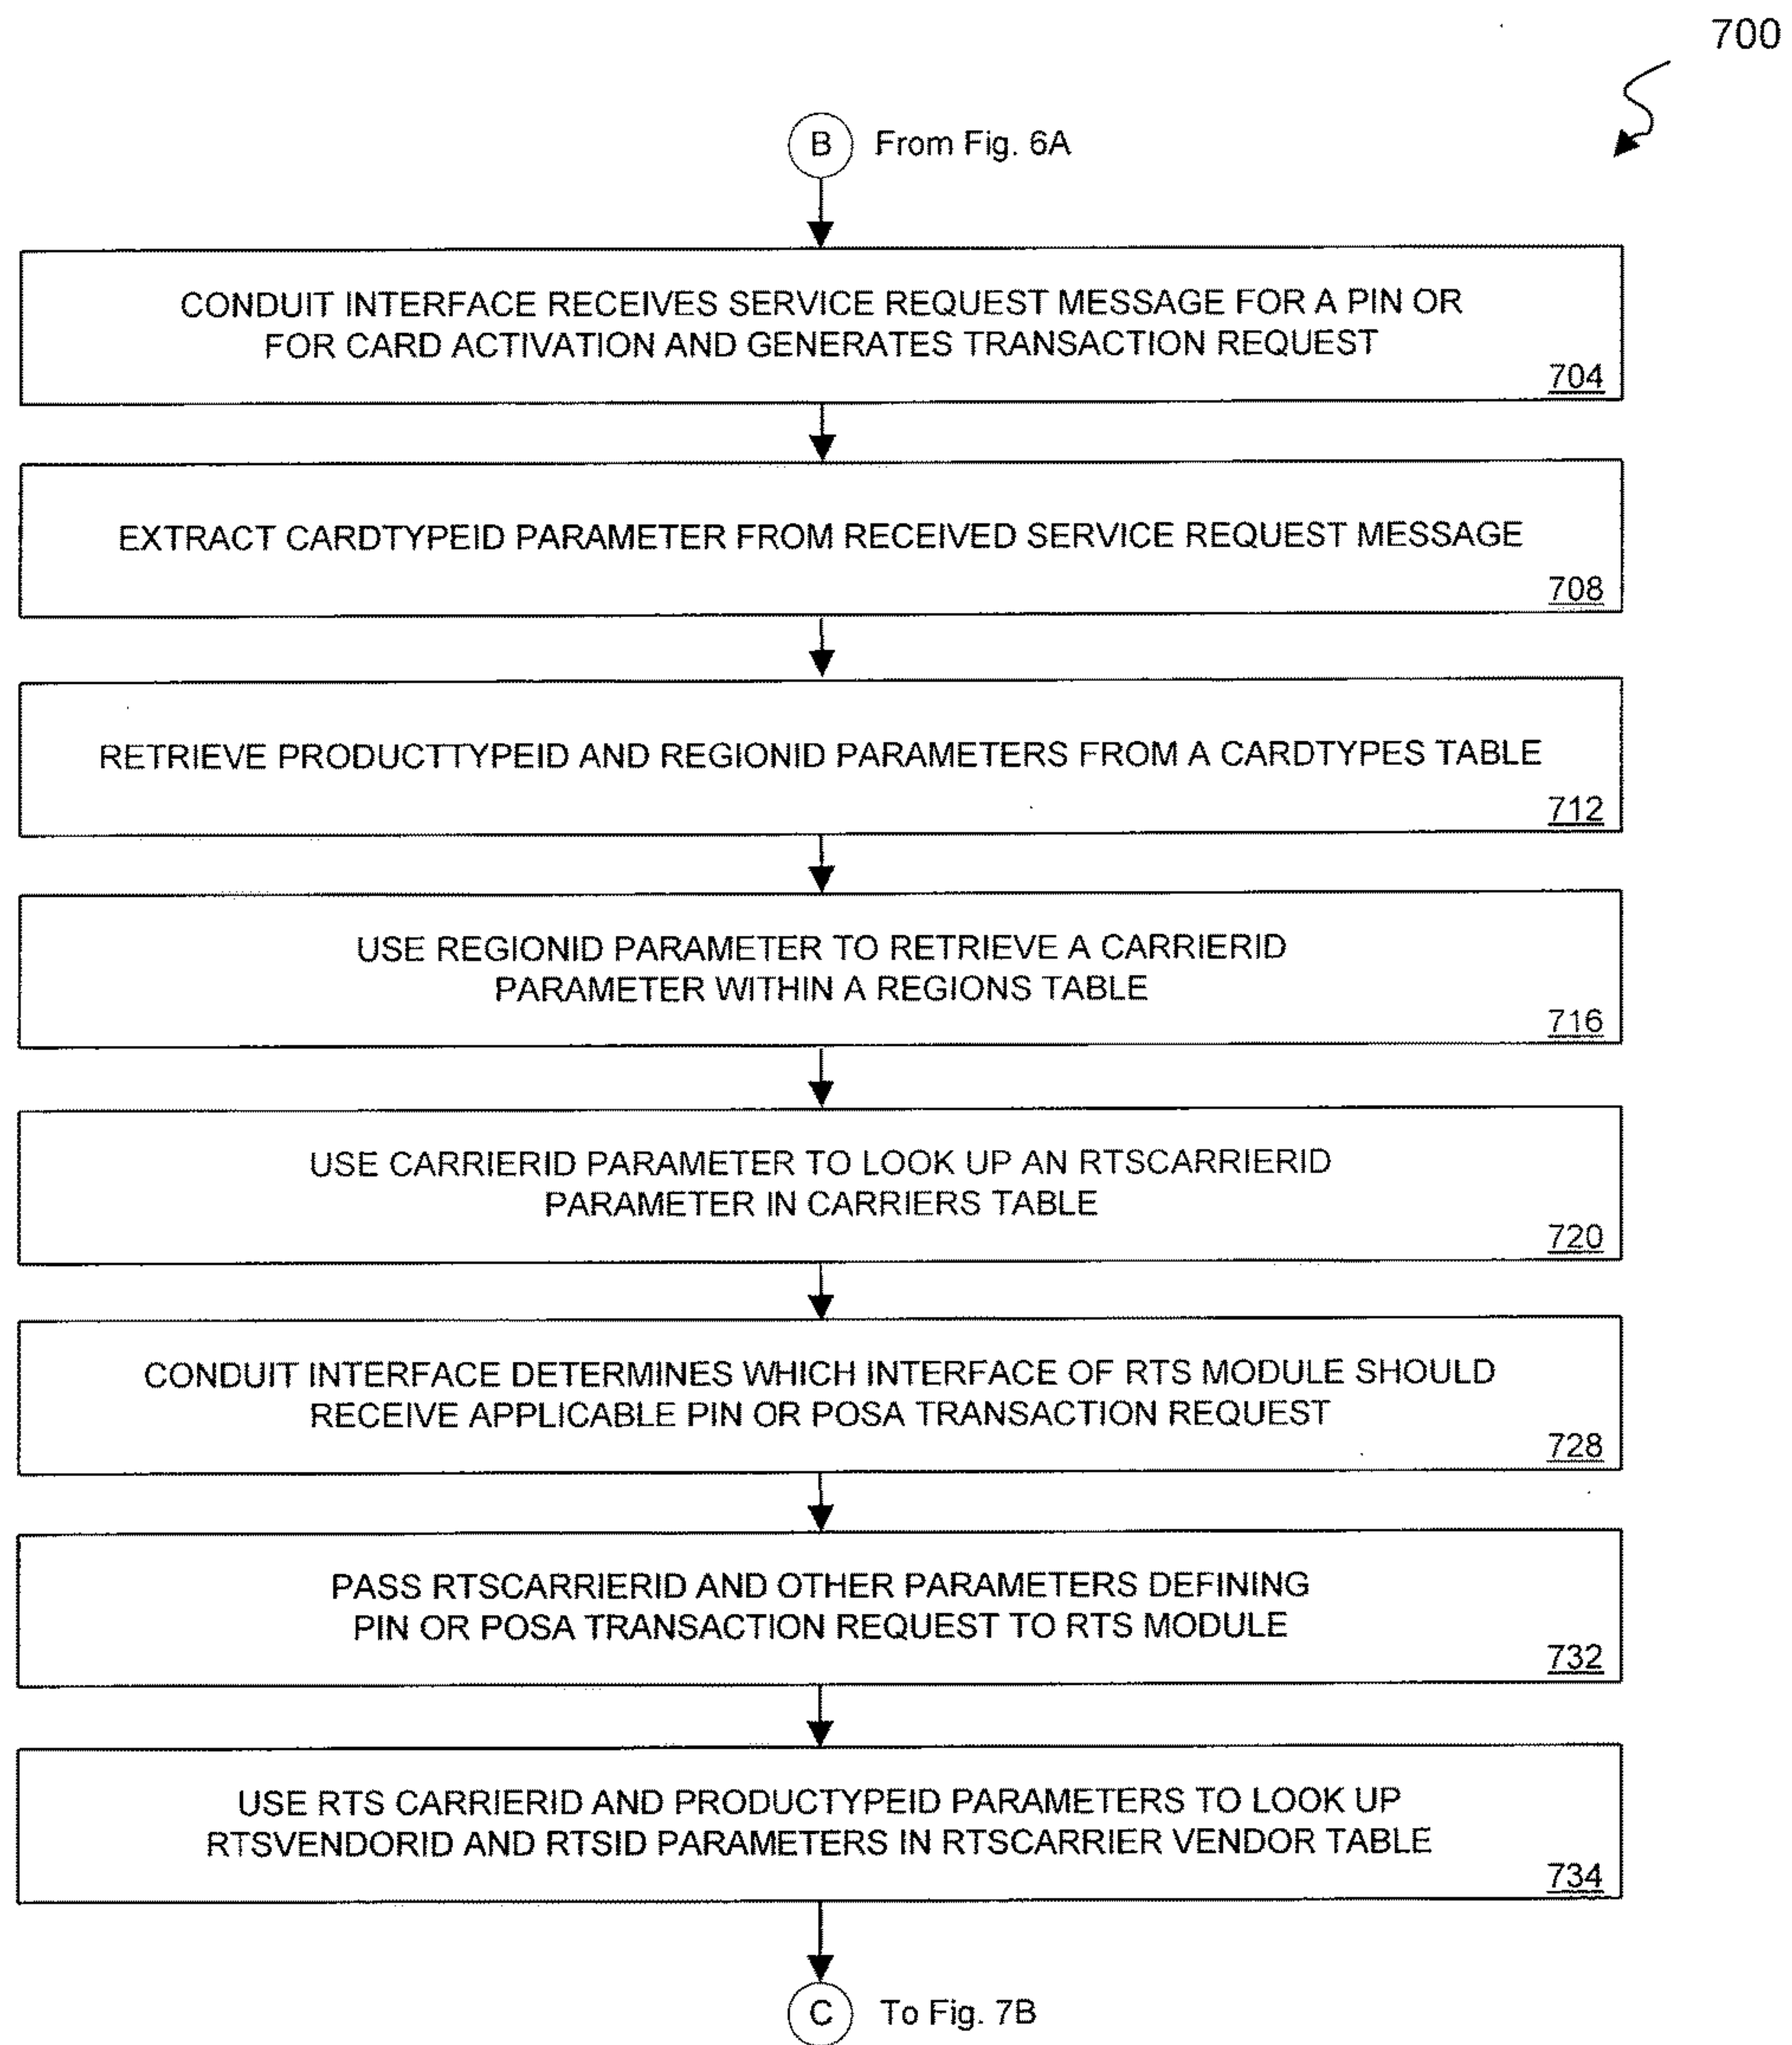 700
B From Fig. 6A
CONDUIT INTERFACE RECEIVES SERVICE REQUEST MESSAGE FOR A PIN OR
FOR CARD ACTIVATION AND GENERATES TRANSACTION REQUEST
704
EXTRACT CARDTYPEID PARAMETER FROM RECEIVED SERVICE REQUEST MESSAGE
708
RETRIEVE PRODUCTTYPEID AND REGIONID PARAMETERS FROM A CARDTYPES TABLE
712
USE REGIONID PARAMETER TO RETRIEVE A CARRIERID
PARAMETER WITHIN A REGIONS TABLE
716
USE CARRIERID PARAMETER TO LOOK UP AN RTSCARRIERID
PARAMETER IN CARRIERS TABLE
720
CONDUIT INTERFACE DETERMINES WHICH INTERFACE OF RTS MODULE SHOULD
RECEIVE APPLICABLE PIN OR POSA TRANSACTION REQUEST
728
PASS RTSCARRIERID AND OTHER PARAMETERS DEFINING
PIN OR POSA TRANSACTION REQUEST TO RTS MODULE
732
USE RTS CARRIERID AND PRODUCTYPEID PARAMETERS TO LOOK UP
RTSVENDORID AND RTSID PARAMETERS IN RTSCARRIER VENDOR TABLE
734
C To Fig. 7B